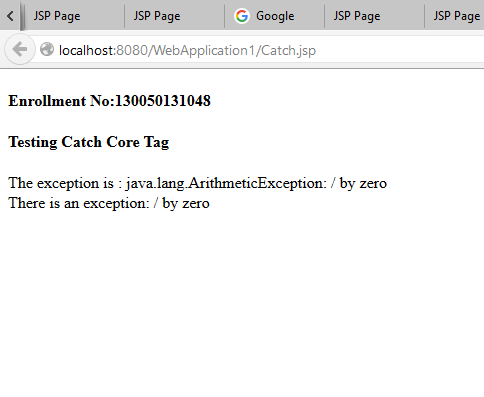 JSP Page JSP Page Google JSP Page JSP Page
localhost:8080/WebApplication1/Catch.jsp
Enrollment No:130050131048
Testing Catch Core Tag
The exception is : java.lang.ArithmeticException: / by zero
There is an exception: / by zero